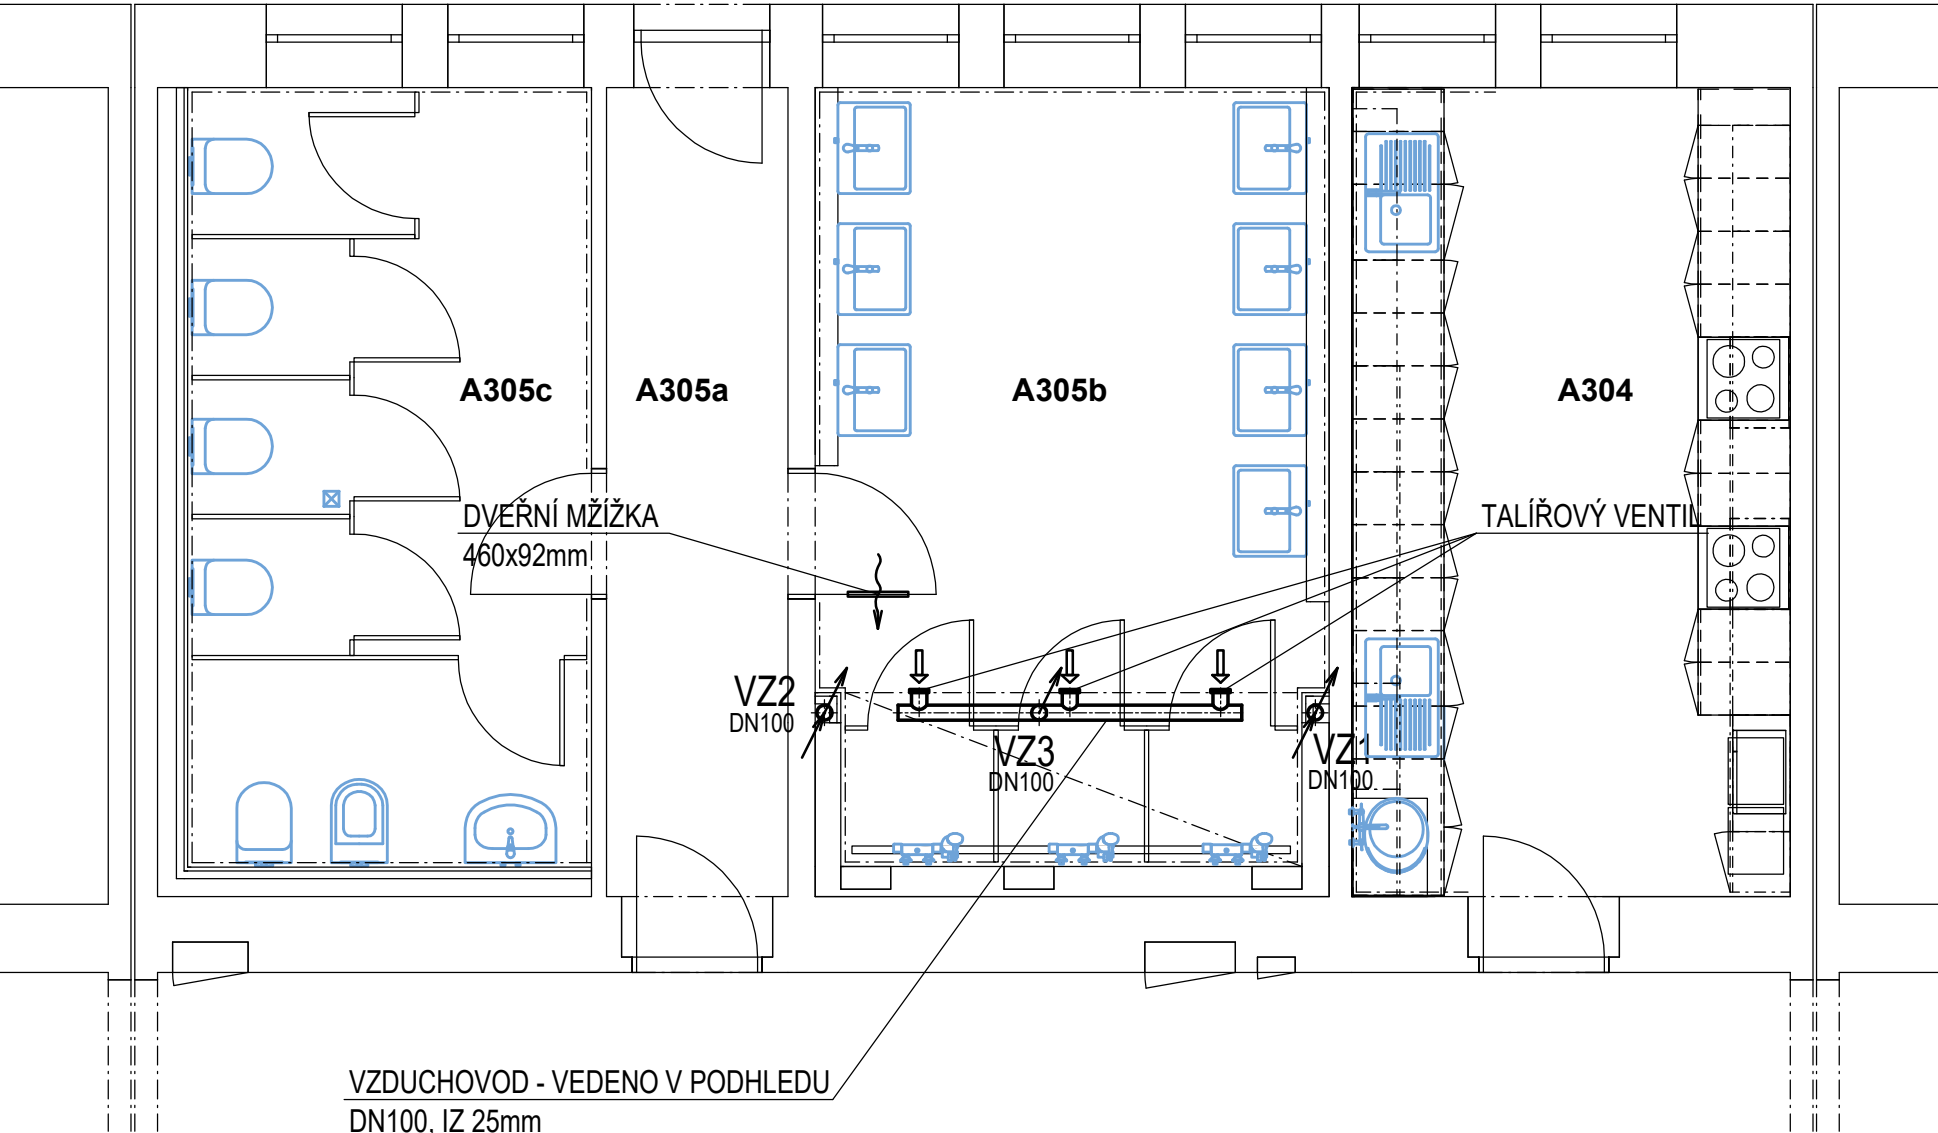 A305c
A305a
A305b
A304
DVEŘNÍ MŽÍŽKA
460x92mm
TALÍŘOVÝ VENTIL
VZ2
DN100
VZ3
DN100
VZ1
DN100
VZDUCHOVOD - VEDENO V PODHLEDU
DN100, IZ 25mm